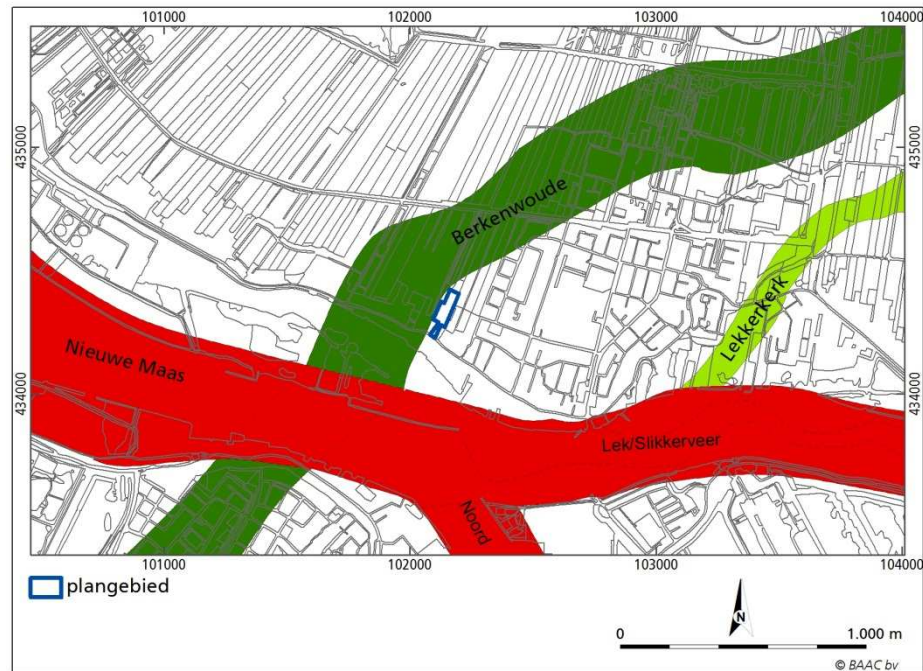 101000
102000
103000
104000
435000
435000
Berkenwoude
Lekkerkerk
Nieuwe Maas
434000
434000
Lek/Slikkerveer
Noord
101000
102000
103000
104000
plangebied
N
0
1.000 m
© BAAC bv